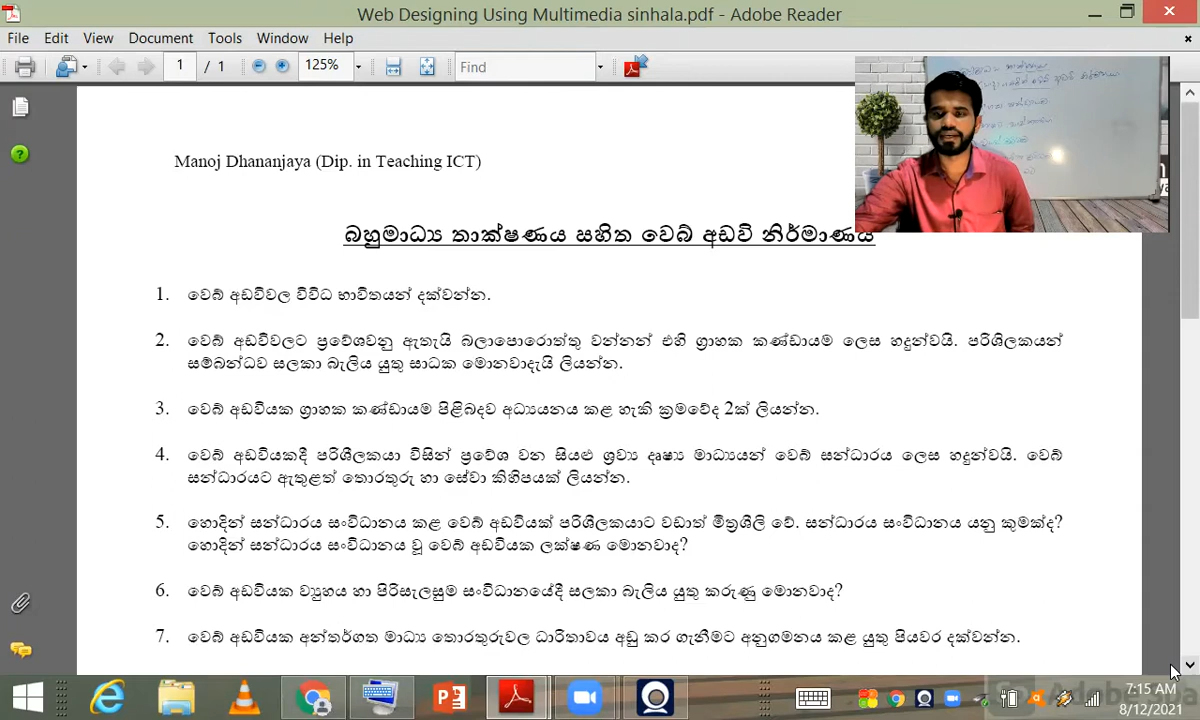 Web Designing Using Multimedia sinhala.pdf - Adobe Reader
File Edit View Document Tools Window Help
1 / 1 125% Find
Manoj Dhananjaya (Dip. in Teaching ICT)
බහුමාධ්‍ය තාක්ෂණය සහිත වෙබ් අඩවි නිර්මාණය
1. වෙබ් අඩවිවල විවිධ භාවිතයන් දක්වන්න.
2. වෙබ් අඩවිවලට ප්‍රවේශවනු ඇතැයි බලාපොරොත්තු වන්නන් එහි ග්‍රාහක කණ්ඩායම ලෙස හඳුන්වයි. පරිශීලකයන්
සම්බන්ධව සලකා බැලිය යුතු සාධක මොනවාදැයි ලියන්න.
3. වෙබ් අඩවියක ග්‍රාහක කණ්ඩායම පිළිබදව අධ්‍යයනය කළ හැකි ක්‍රමවේද 2ක් ලියන්න.
4. වෙබ් අඩවියකදී පරිශීලකයා විසින් ප්‍රවේශ වන සියළු ශ්‍රව්‍ය දෘෂ්‍ය මාධ්‍යයන් වෙබ් සන්ධාරය ලෙස හදුන්වයි. වෙබ්
සන්ධාරයට ඇතුළත් තොරතුරු හා සේවා කිහිපයක් ලියන්න.
5. හොදින් සන්ධාරය සංවිධානය කළ වෙබ් අඩවියක් පරිශීලකයාට වඩාත් මිත්‍රශීලි වේ. සන්ධාරය සංවිධානය යනු කුමක්ද?
හොදින් සන්ධාරය සංවිධානය වූ වෙබ් අඩවියක ලක්ෂණ මොනවාද?
6. වෙබ් අඩවියක ව්‍යුහය හා පිරිසැලසුම සංවිධානයේදී සලකා බැලිය යුතු කරුණු මොනවාද?
7. වෙබ් අඩවියක අන්තර්ගත මාධ්‍ය තොරතුරුවල ධාරිතාවය අඩු කර ගැනීමට අනුගමනය කළ යුතු පියවර දක්වන්න.
7:15 AM
8/12/2021